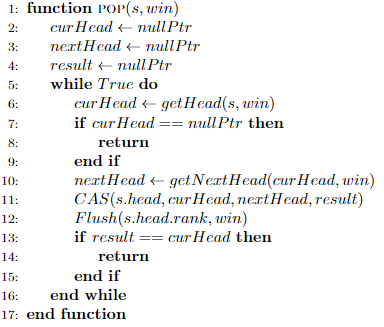 1: function POP(s, win)
2: curHead ← nullPtr
3: nextHead ← nullPtr
4: result ← nullPtr
5: while True do
6: curHead ← getHead(s, win)
7: if curHead == nullPtr then
8: return
9: end if
10: nextHead ← getNextHead(curHead, win)
11: CAS(s.head, curHead, nextHead, result)
12: Flush(s.head.rank, win)
13: if result == curHead then
14: return
15: end if
16: end while
17: end function